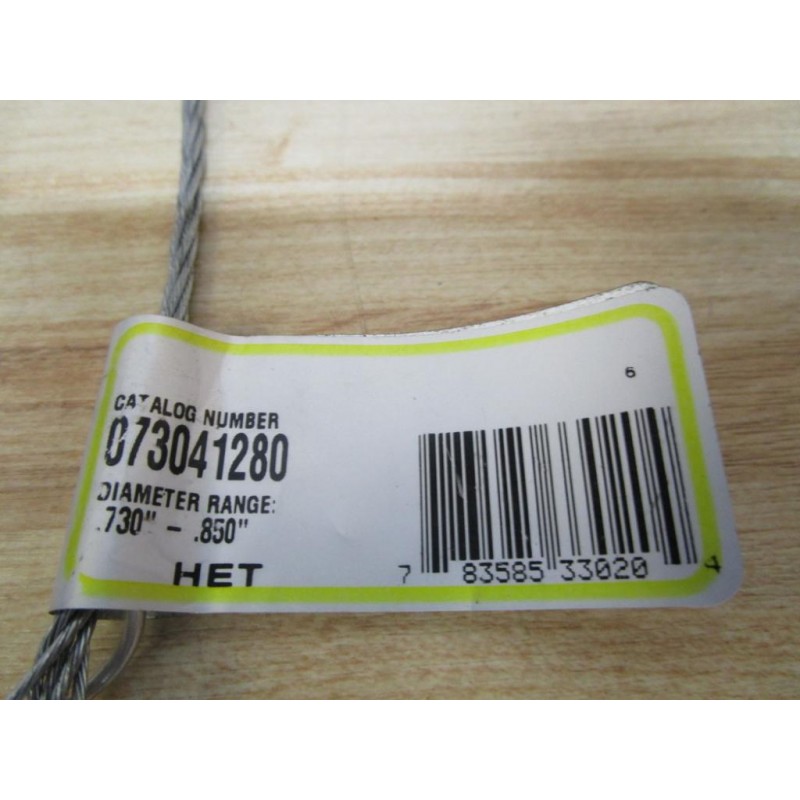 CATALOG NUMBER
073041280
DIAMETER RANGE:
.730" - .850"
HET
6
7 83585 33020 4